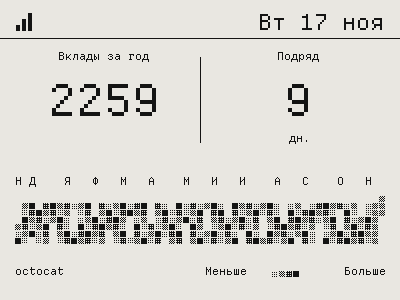 Вт 17 ноя
Вклады за год
Подряд
2259
9
дн.
Н Д Я Ф М А М И И А С О Н
octocat
Меньше
Больше